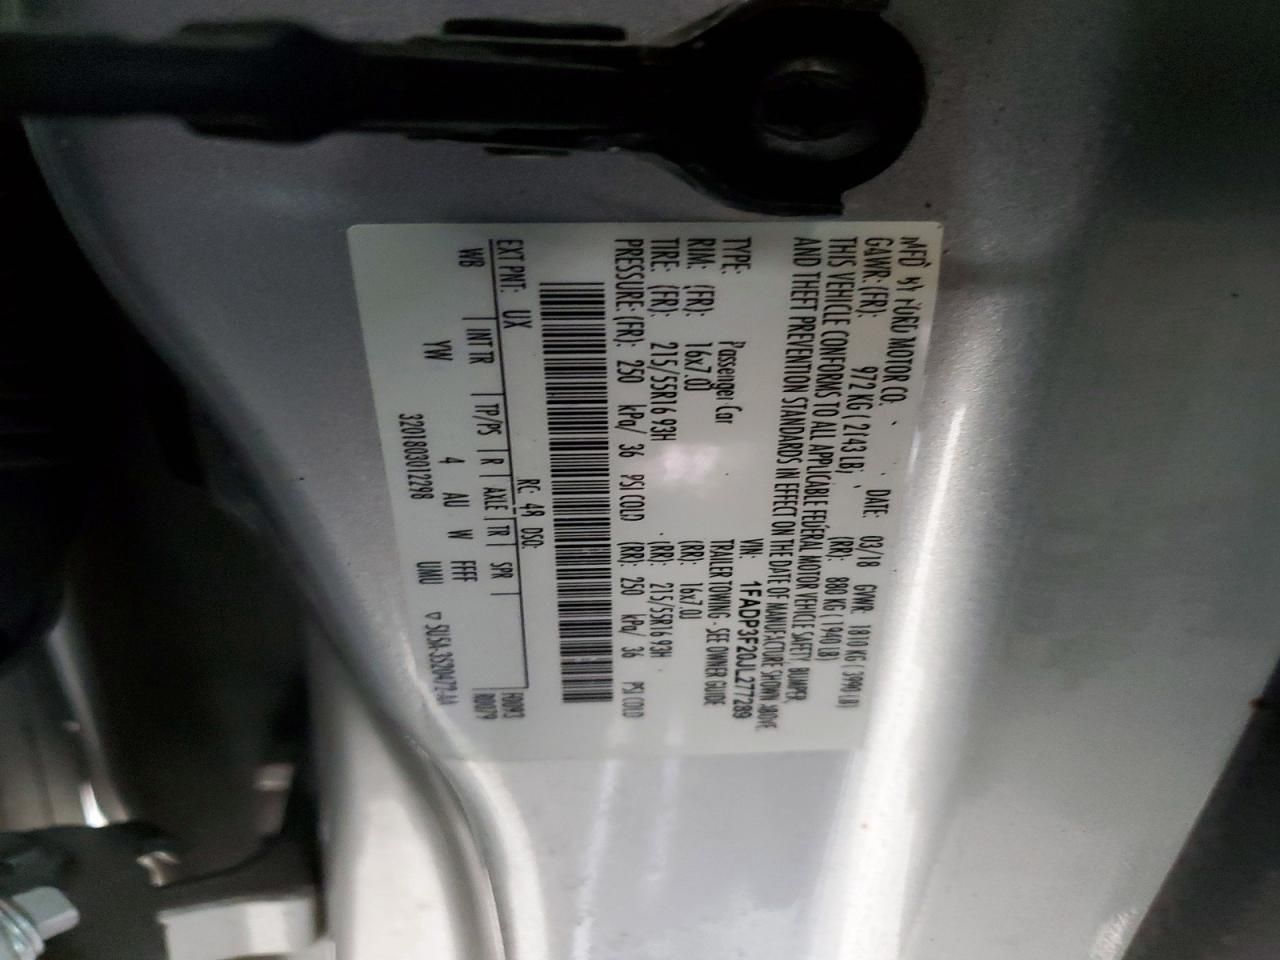 MFD BY FORD MOTOR CO.
DATE: 03/18 GVWR: 1810 KG ( 3990 LB)
GAWR: (FR): 972 KG ( 2143 LB) (RR): 880 KG ( 1940 LB)
THIS VEHICLE CONFORMS TO ALL APPLICABLE FEDERAL MOTOR VEHICLE SAFETY, BUMPER,
AND THEFT PREVENTION STANDARDS IN EFFECT ON THE DATE OF MANUFACTURE SHOWN ABOVE.
VIN: 1FADP3F20JL277289
TYPE: Passenger Car TRAILER TOWING - SEE OWNER GUIDE
RIM: (FR): 16x7.0J (RR): 16x7.0J
TIRE: (FR): 215/55R16 93H (RR): 215/55R16 93H
PRESSURE: (FR): 250 kPa/ 36 PSI COLD (RR): 250 kPa/ 36 PSI COLD
EXT PNT: UX RC: 48 DSO:
WB INT TR TP/PS R AXLE TR SPR
YW 4 AU W FFFF
3201803012298 UMU